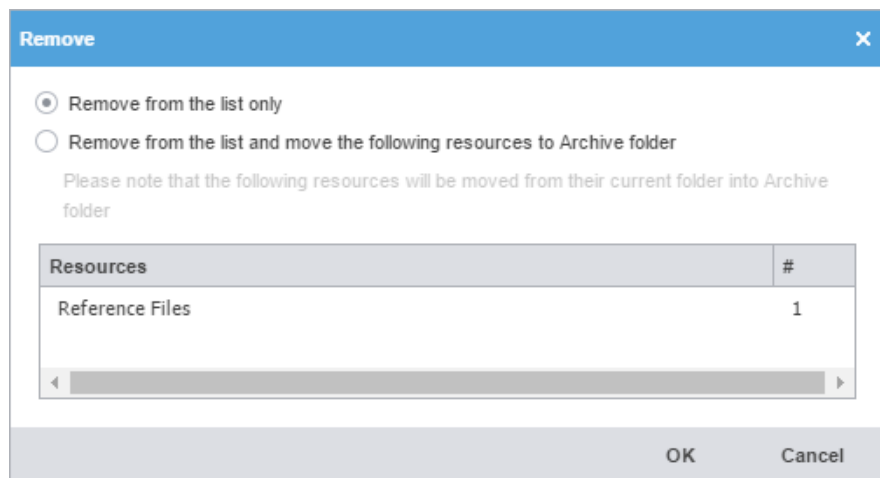 Remove
Remove from the list only
Remove from the list and move the following resources to Archive folder
Please note that the following resources will be moved from their current folder into Archive
folder
Resources #
Reference Files 1
OK Cancel